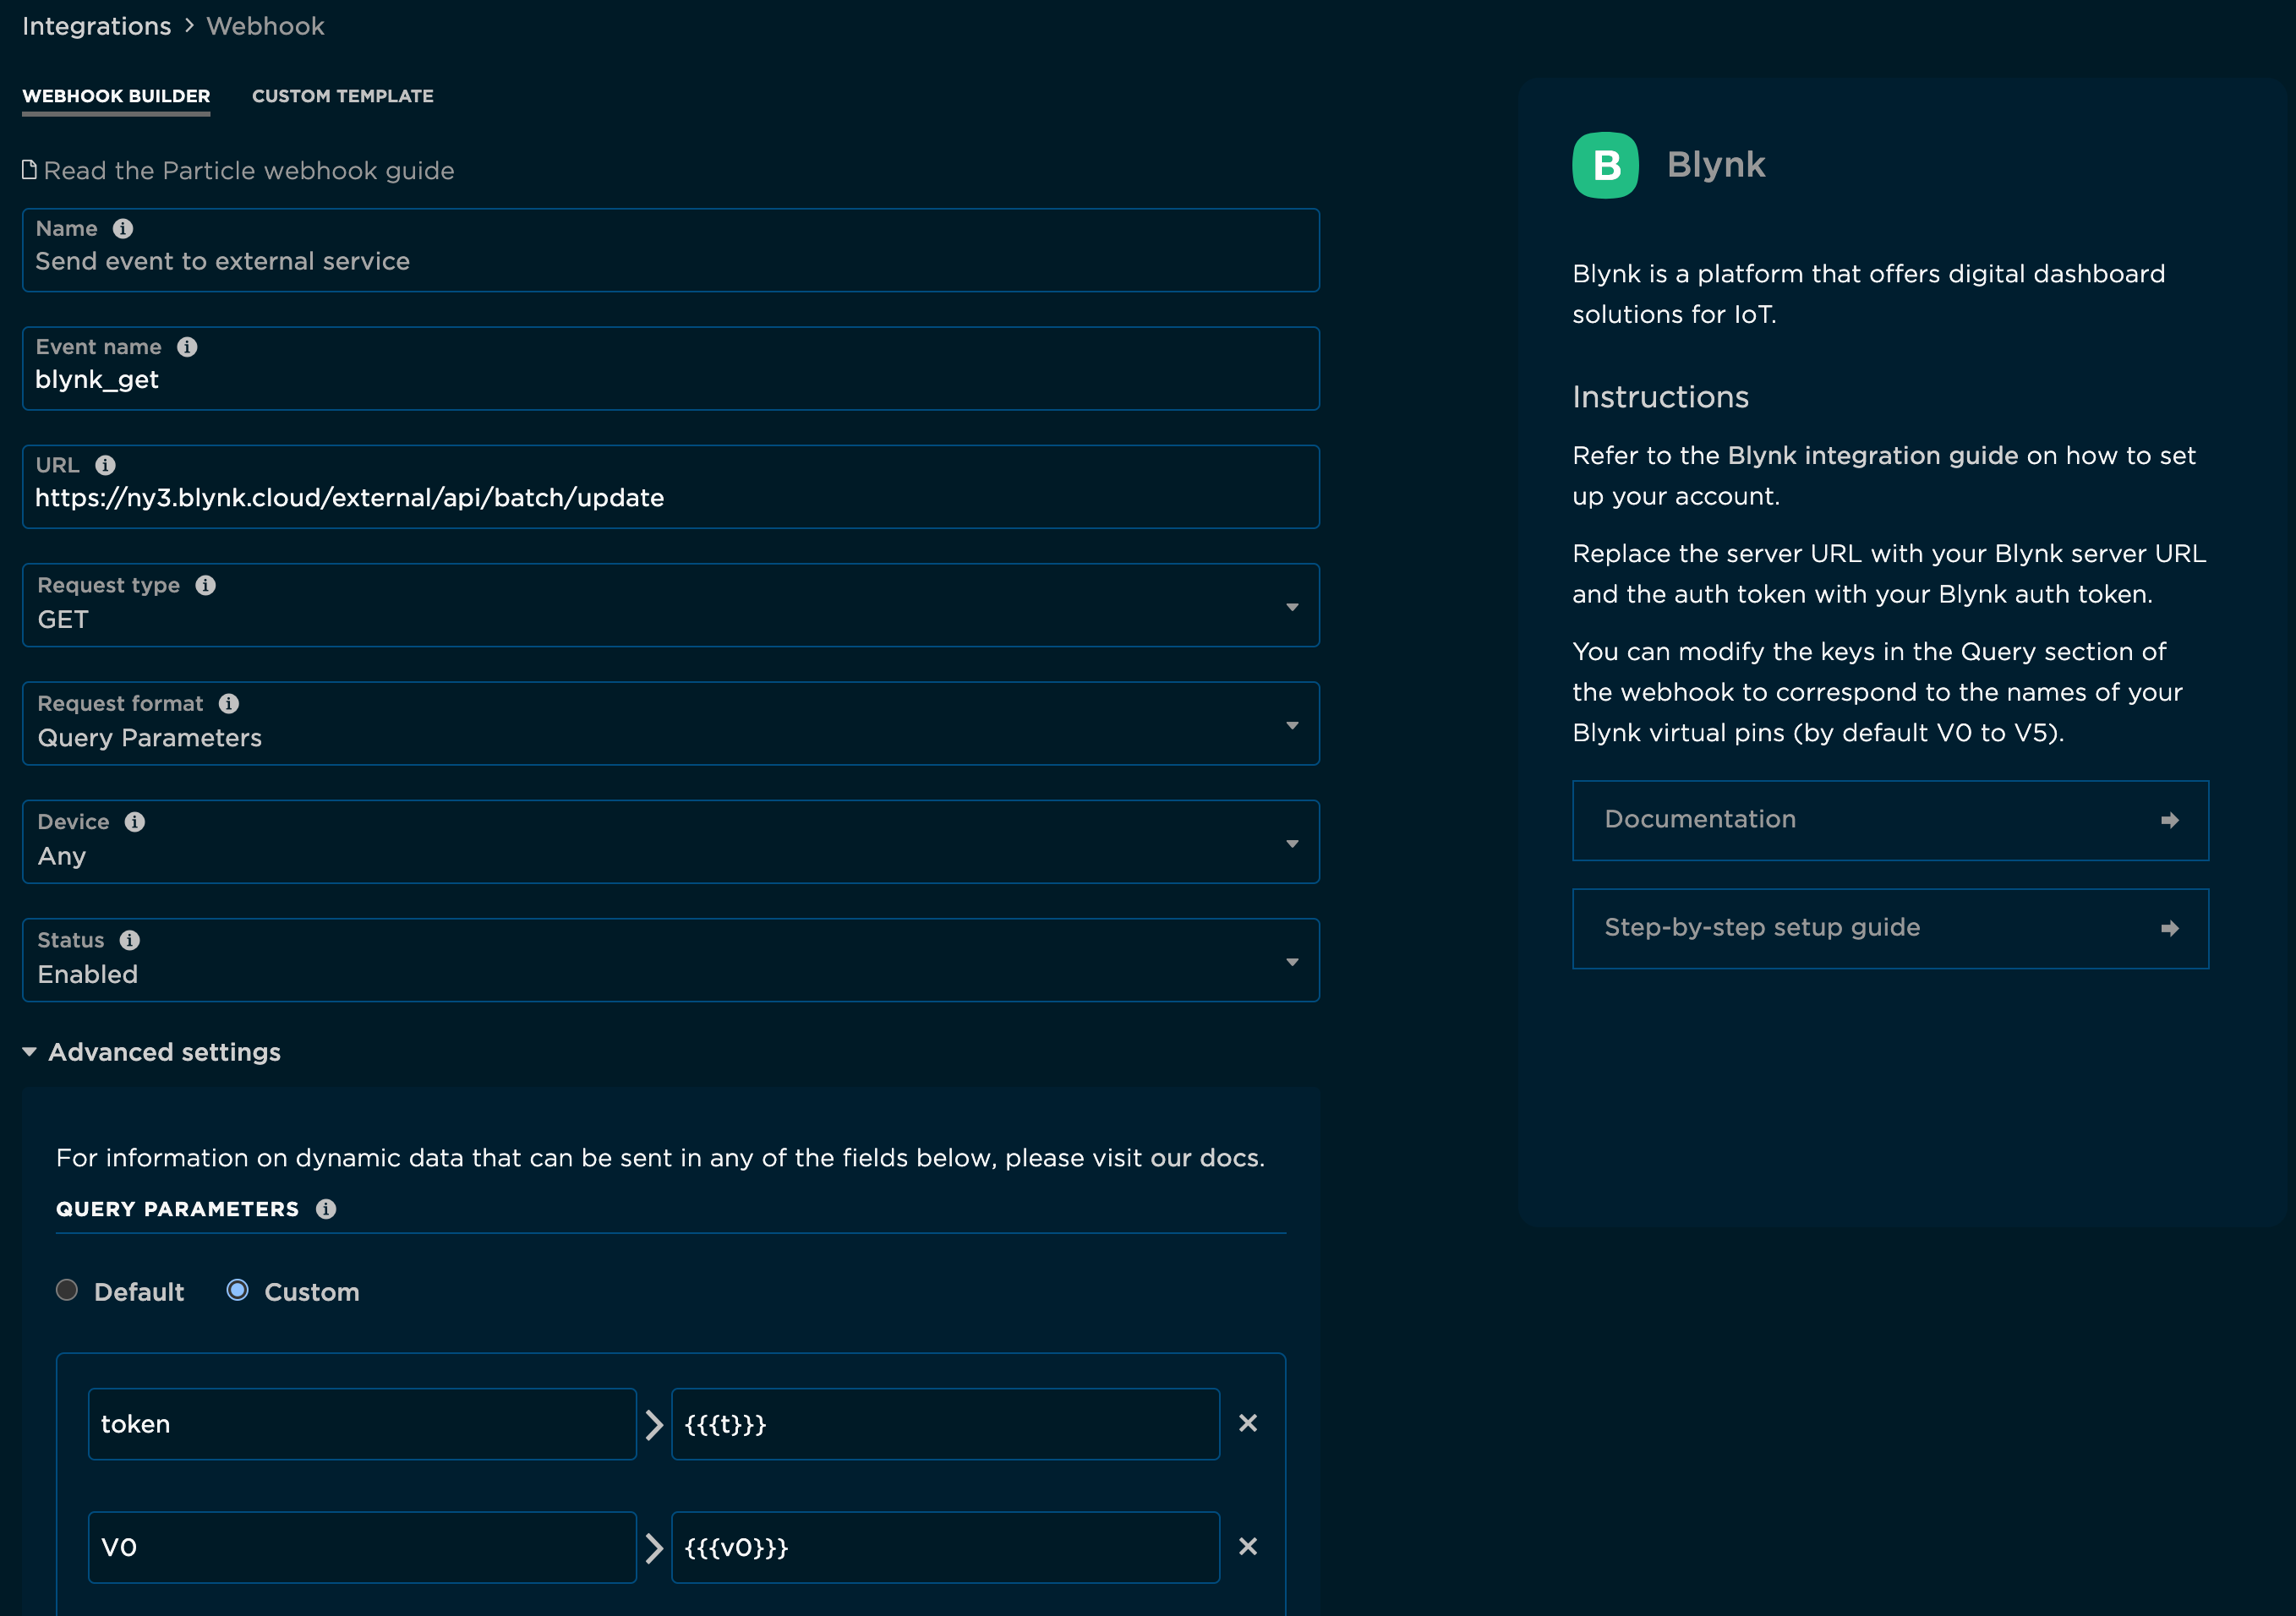 Integrations > Webhook
WEBHOOK BUILDER CUSTOM TEMPLATE
Read the Particle webhook guide
Name
Send event to external service
Event name
blynk_get
URL
https://ny3.blynk.cloud/external/api/batch/update
Request type
GET
Request format
Query Parameters
Device
Any
Status
Enabled
Advanced settings
For information on dynamic data that can be sent in any of the fields below, please visit our docs.
QUERY PARAMETERS
Default Custom
token > {{{t}}} ×
V0 > {{{v0}}} ×
B Blynk
Blynk is a platform that offers digital dashboard
solutions for IoT.
Instructions
Refer to the Blynk integration guide on how to set
up your account.
Replace the server URL with your Blynk server URL
and the auth token with your Blynk auth token.
You can modify the keys in the Query section of
the webhook to correspond to the names of your
Blynk virtual pins (by default V0 to V5).
Documentation
Step-by-step setup guide